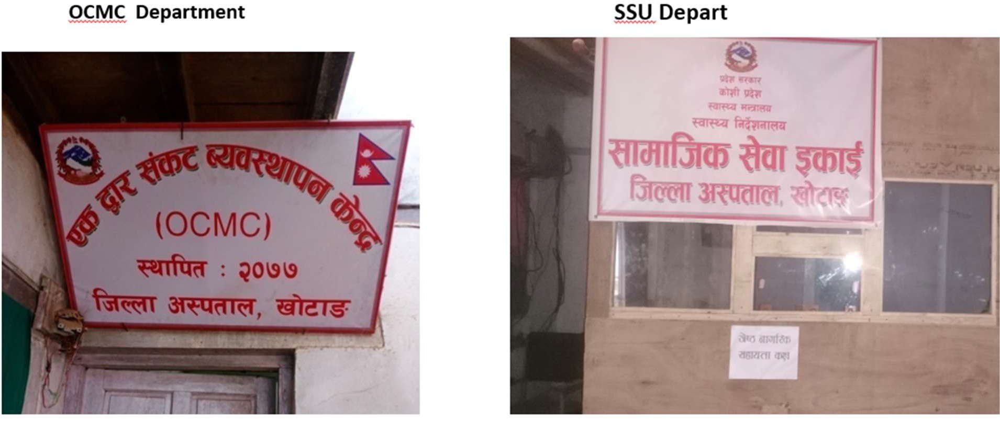 OCMC Department
एक द्वार संकट ब्यवस्थापन केन्द्र
(OCMC)
स्थापित : २०७७
जिल्ला अस्पताल, खोटाङ
SSU Depart
प्रदेश सरकार
कोशी प्रदेश
स्वास्थ्य मन्त्रालय
स्वास्थ्य निर्देशनालय
सामाजिक सेवा इकाई
जिल्ला अस्पताल, खोटाङ
जेष्ठ नागरिक
सहायता कक्ष